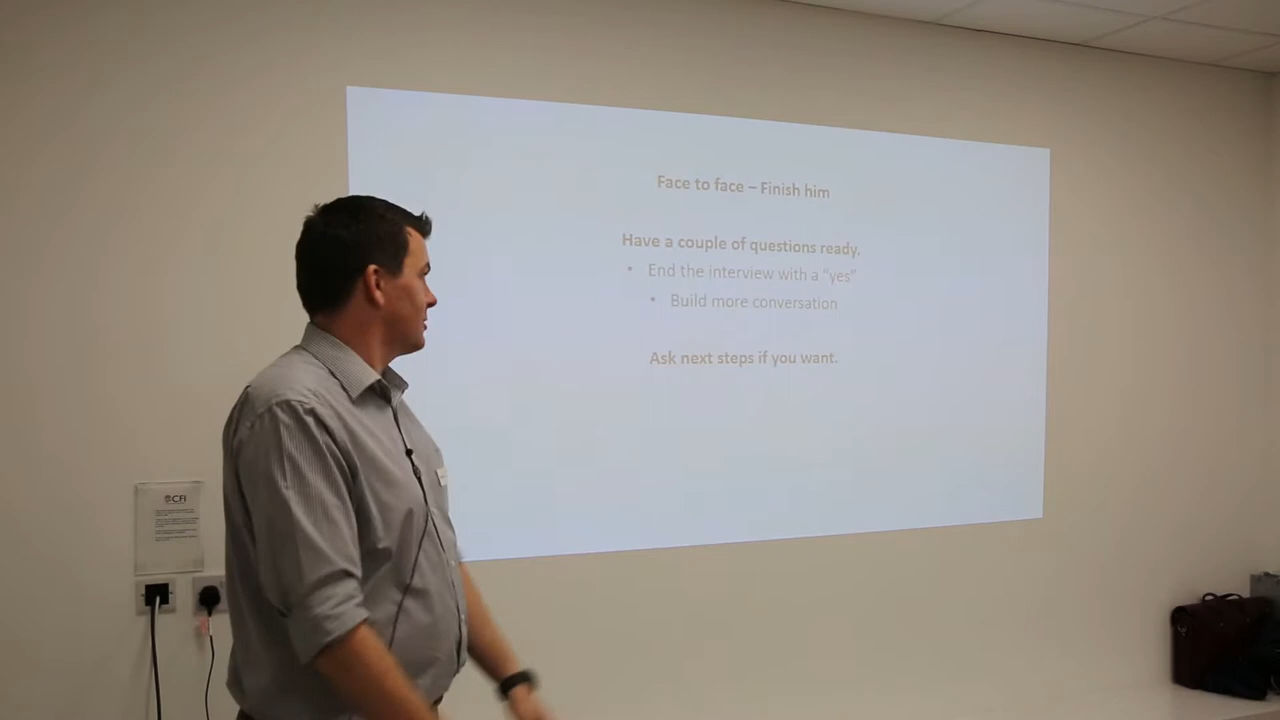 Face to face – Finish him
Have a couple of questions ready.
• End the interview with a “yes”
• Build more conversation
Ask next steps if you want.
CFI